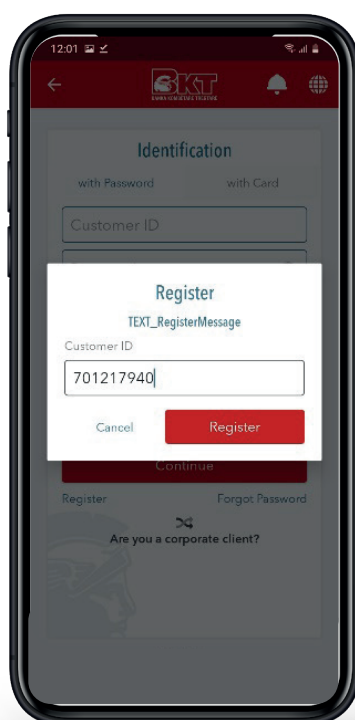 12:01
BKT
BANKA KOMBETARE TREGTARE
Identification
with Password with Card
Customer ID
Register
TEXT_RegisterMessage
Customer ID
701217940
Cancel Register
Continue
Register Forgot Password
Are you a corporate client?